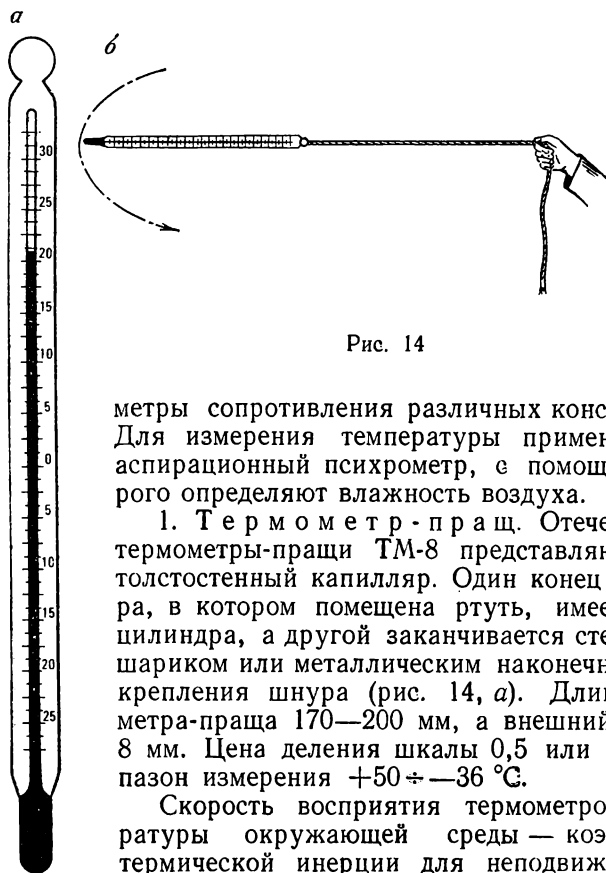 а
б
30
20
15
10
5
0
5
10
15
20
25
Рис. 14
метры сопротивления различных конс
Для измерения температуры примен
аспирационный психрометр, с помощ
рого определяют влажность воздуха.
1. Термометр-пращ. Отече
термометры-пращи ТМ-8 представля
толстостенный капилляр. Один конец
ра, в котором помещена ртуть, имее
цилиндра, а другой заканчивается сте
шариком или металлическим наконечн
крепления шнура (рис. 14, а). Дли
метра-праща 170—200 мм, а внешний
8 мм. Цена деления шкалы 0,5 или
пазон измерения +50 ÷ —36 °С.
Скорость восприятия термометро
ратуры окружающей среды — коэ
термической инерции для неподвиж